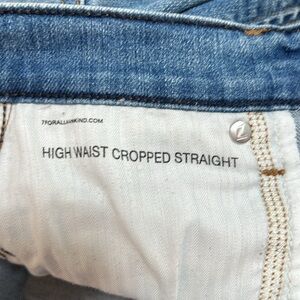 7FORALLMANKIND.COM
HIGH WAIST CROPPED STRAIGHT